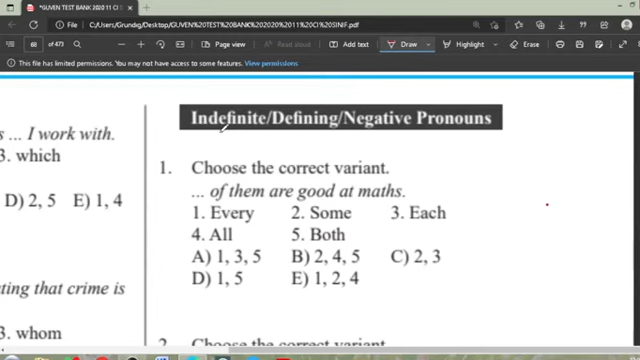 *GUVEN TEST BANK 2020 11 CI S
File C:/Users/Grundig/Desktop/GUVEN%20TEST%20BANK%202020%2011%20CI%20SINIF.pdf
68 of 473 Page view Read aloud Add text Draw Highlight Erase
This file has limited permissions. You may not have access to some features. View permissions
... I work with.
3. which
D) 2, 5 E) 1, 4
ating that crime is
3. whom
Indefinite/Defining/Negative Pronouns
1. Choose the correct variant.
... of them are good at maths.
1. Every 2. Some 3. Each
4. All 5. Both
A) 1, 3, 5 B) 2, 4, 5 C) 2, 3
D) 1, 5 E) 1, 2, 4
2. Choose the correct variant.